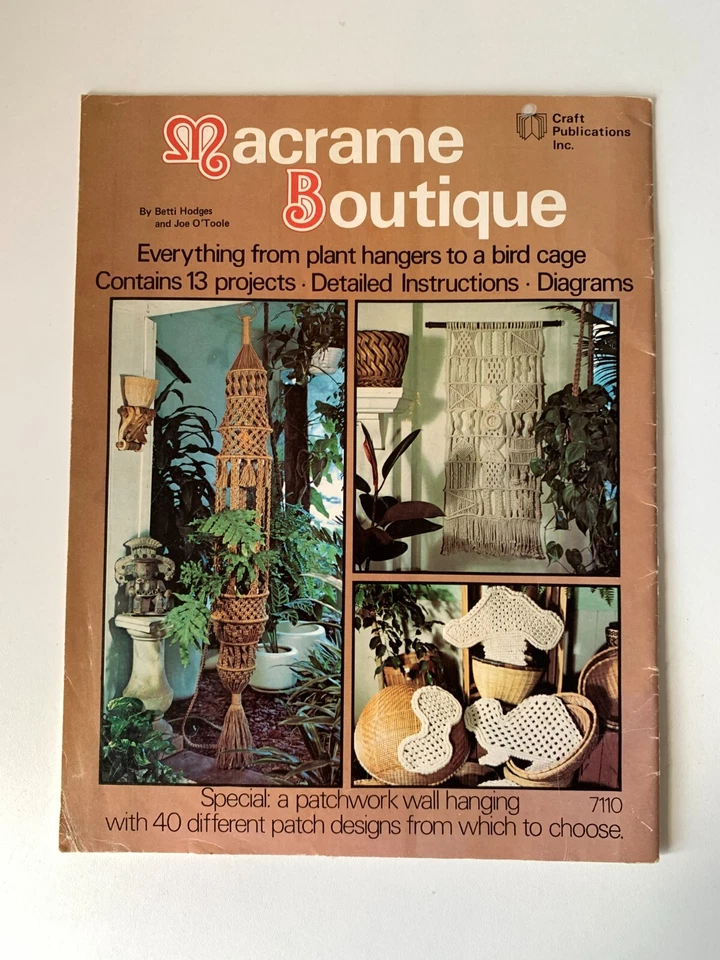 Macrame
Boutique
Craft
Publications
Inc.
By Betti Hodges
and Joe O'Toole
Everything from plant hangers to a bird cage
Contains 13 projects · Detailed Instructions · Diagrams
Special: a patchwork wall hanging
7110
with 40 different patch designs from which to choose.